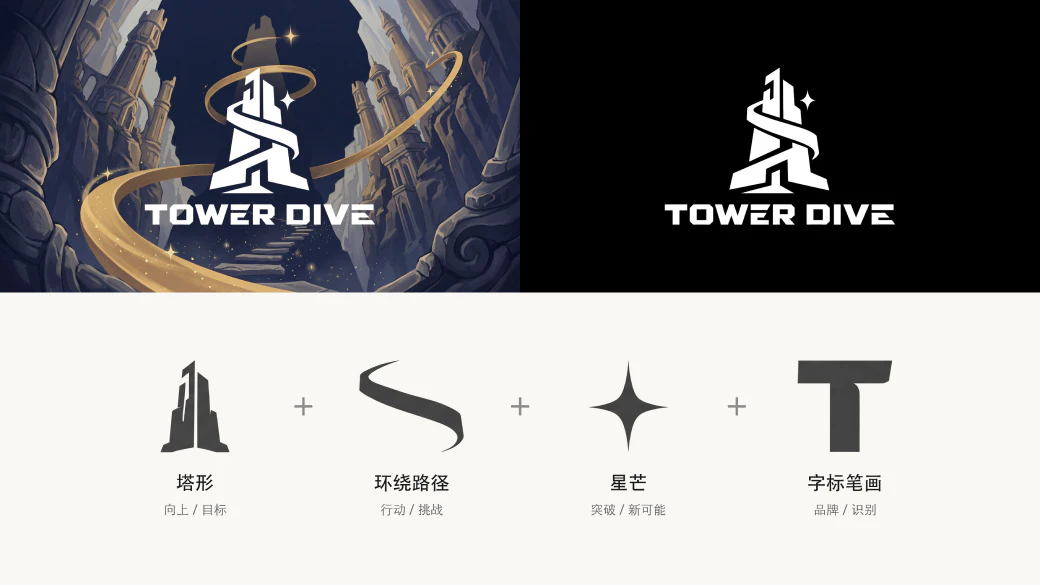 TOWER DIVE
TOWER DIVE
+
+
+
塔形
环绕路径
星芒
字标笔画
向上 / 目标
行动 / 挑战
突破 / 新可能
品牌 / 识别